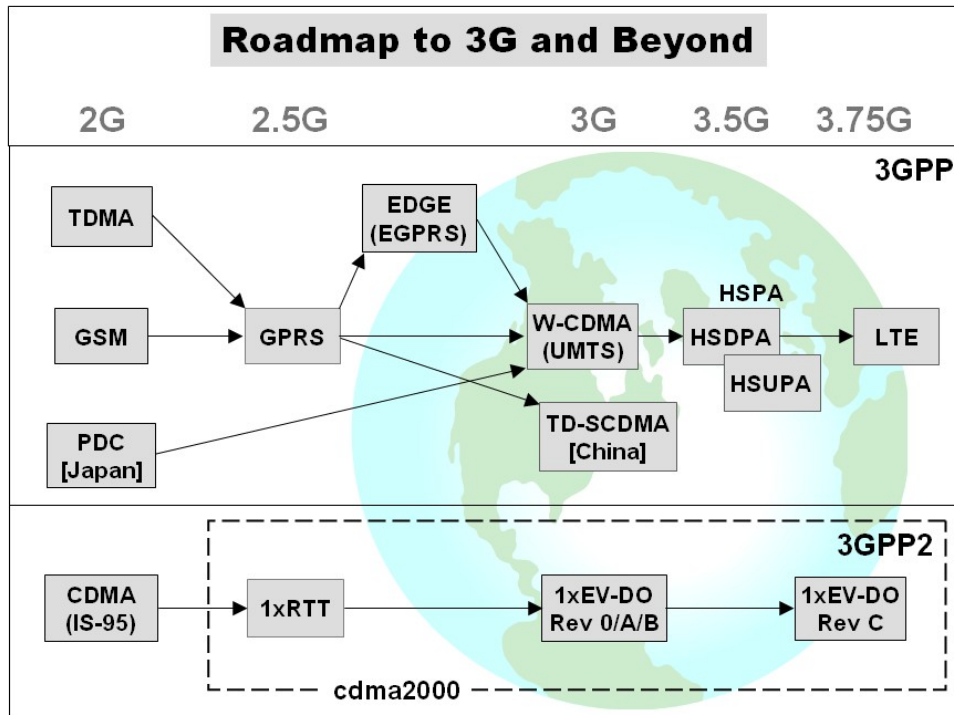 Roadmap to 3G and Beyond
2G 2.5G 3G 3.5G 3.75G
3GPP
TDMA
EDGE
(EGPRS)
HSPA
GSM
GPRS
W-CDMA
(UMTS)
HSDPA
LTE
HSUPA
PDC
[Japan]
TD-SCDMA
[China]
3GPP2
CDMA
(IS-95)
1xRTT
1xEV-DO
Rev 0/A/B
1xEV-DO
Rev C
cdma2000